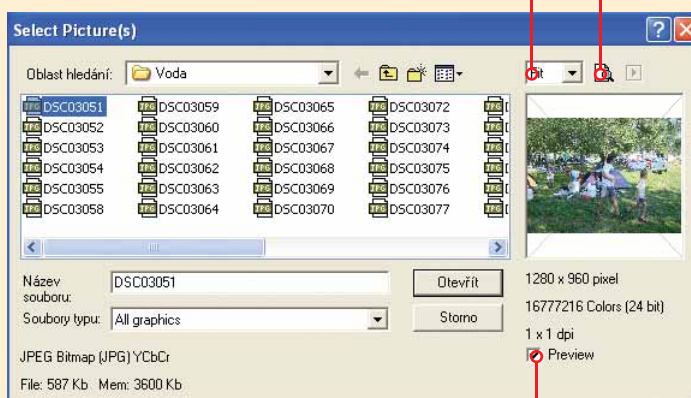 Select Picture(s)
Oblast hledání: Voda
Fit
DSC03051 DSC03059 DSC03065 DSC03072
DSC03052 DSC03060 DSC03066 DSC03073
DSC03053 DSC03061 DSC03067 DSC03074
DSC03054 DSC03062 DSC03068 DSC03075
DSC03055 DSC03063 DSC03069 DSC03076
DSC03058 DSC03064 DSC03070 DSC03077
Název souboru: DSC03051 Otevřít
Soubory typu: All graphics Storno
JPEG Bitmap (JPG) YCbCr
File: 587 Kb Mem: 3600 Kb
1280 x 960 pixel
16777216 Colors (24 bit)
1 x 1 dpi
Preview